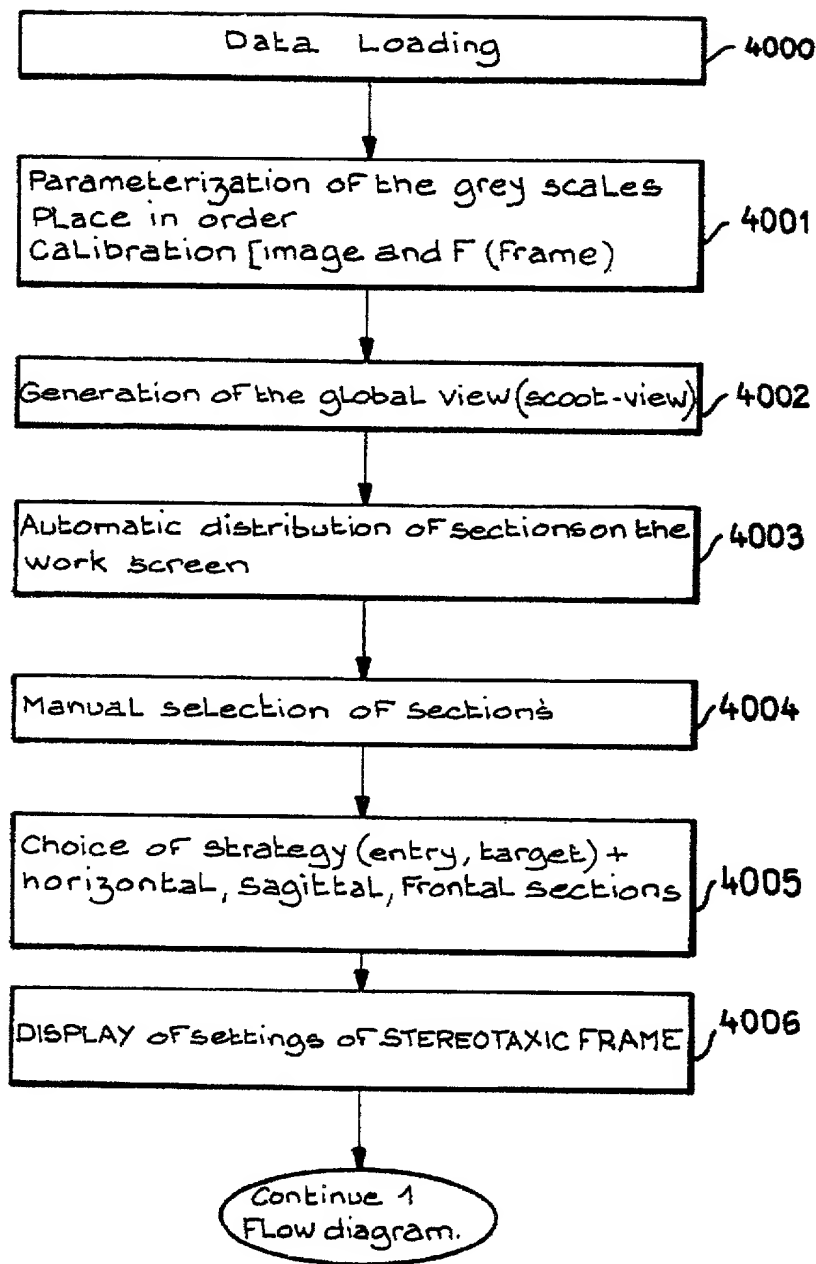 Data Loading
4000
Parameterization of the grey scales
Place in order
Calibration [image and F (Frame)
4001
Generation of the global view (scoot-view)
4002
Automatic distribution of sections on the
work screen
4003
Manual selection of sections
4004
Choice of strategy (entry, target) +
horizontal, sagittal, Frontal sections
4005
DISPLAY of settings of STEREOTAXIC FRAME
4006
Continue 1
Flow diagram.